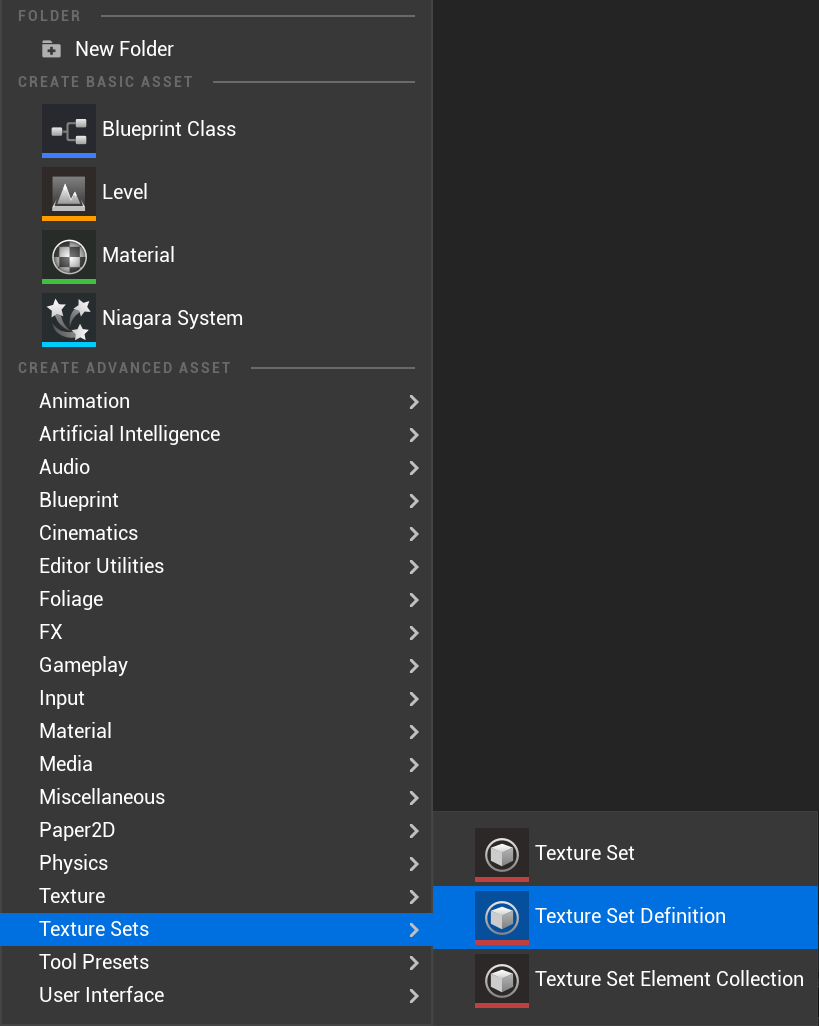 FOLDER
New Folder
CREATE BASIC ASSET
Blueprint Class
Level
Material
Niagara System
CREATE ADVANCED ASSET
Animation
Artificial Intelligence
Audio
Blueprint
Cinematics
Editor Utilities
Foliage
FX
Gameplay
Input
Material
Media
Miscellaneous
Paper2D
Physics
Texture
Texture Sets
Tool Presets
User Interface
Texture Set
Texture Set Definition
Texture Set Element Collection